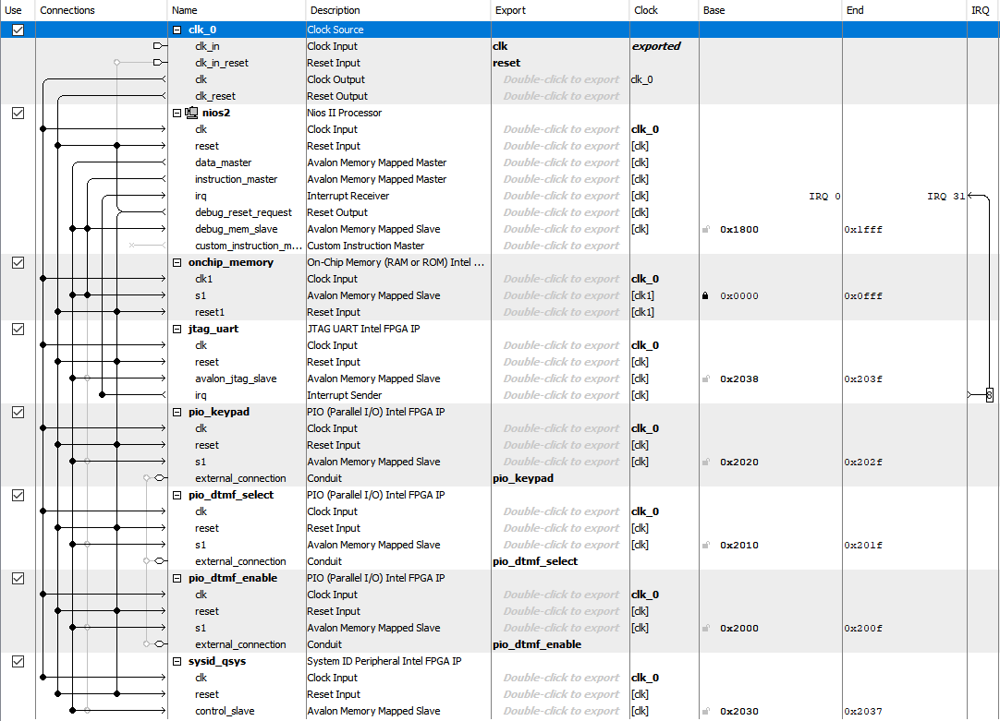 Use Connections Name Description Export Clock Base End IRQ
clk_0 Clock Source
clk_in Clock Input clk exported
clk_in_reset Reset Input reset
clk Clock Output Double-click to export clk_0
clk_reset Reset Output Double-click to export
nios2 Nios II Processor
clk Clock Input Double-click to export clk_0
reset Reset Input Double-click to export [clk]
data_master Avalon Memory Mapped Master Double-click to export [clk]
instruction_master Avalon Memory Mapped Master Double-click to export [clk]
irq Interrupt Receiver Double-click to export [clk] IRQ 0 IRQ 31
debug_reset_request Reset Output Double-click to export [clk]
debug_mem_slave Avalon Memory Mapped Slave Double-click to export [clk] 0x1800 0x1fff
custom_instruction_m... Custom Instruction Master Double-click to export
onchip_memory On-Chip Memory (RAM or ROM) Intel ...
clk1 Clock Input Double-click to export clk_0
s1 Avalon Memory Mapped Slave Double-click to export [clk1] 0x0000 0x0fff
reset1 Reset Input Double-click to export [clk1]
jtag_uart JTAG UART Intel FPGA IP
clk Clock Input Double-click to export clk_0
reset Reset Input Double-click to export [clk]
avalon_jtag_slave Avalon Memory Mapped Slave Double-click to export [clk] 0x2038 0x203f
irq Interrupt Sender Double-click to export [clk] 8
pio_keypad PIO (Parallel I/O) Intel FPGA IP
clk Clock Input Double-click to export clk_0
reset Reset Input Double-click to export [clk]
s1 Avalon Memory Mapped Slave Double-click to export [clk] 0x2020 0x202f
external_connection Conduit pio_keypad
pio_dtmf_select PIO (Parallel I/O) Intel FPGA IP
clk Clock Input Double-click to export clk_0
reset Reset Input Double-click to export [clk]
s1 Avalon Memory Mapped Slave Double-click to export [clk] 0x2010 0x201f
external_connection Conduit pio_dtmf_select
pio_dtmf_enable PIO (Parallel I/O) Intel FPGA IP
clk Clock Input Double-click to export clk_0
reset Reset Input Double-click to export [clk]
s1 Avalon Memory Mapped Slave Double-click to export [clk] 0x2000 0x200f
external_connection Conduit pio_dtmf_enable
sysid_qsys System ID Peripheral Intel FPGA IP
clk Clock Input Double-click to export clk_0
reset Reset Input Double-click to export [clk]
control_slave Avalon Memory Mapped Slave Double-click to export [clk] 0x2030 0x2037